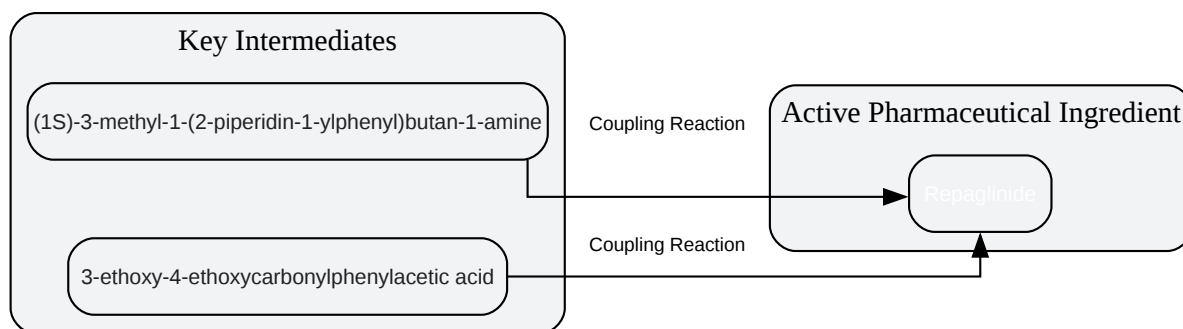 Key Intermediates
(1S)-3-methyl-1-(2-piperidin-1-ylphenyl)butan-1-amine
3-ethoxy-4-ethoxycarbonylphenylacetic acid
Coupling Reaction
Coupling Reaction
Active Pharmaceutical Ingredient
Repaglinide